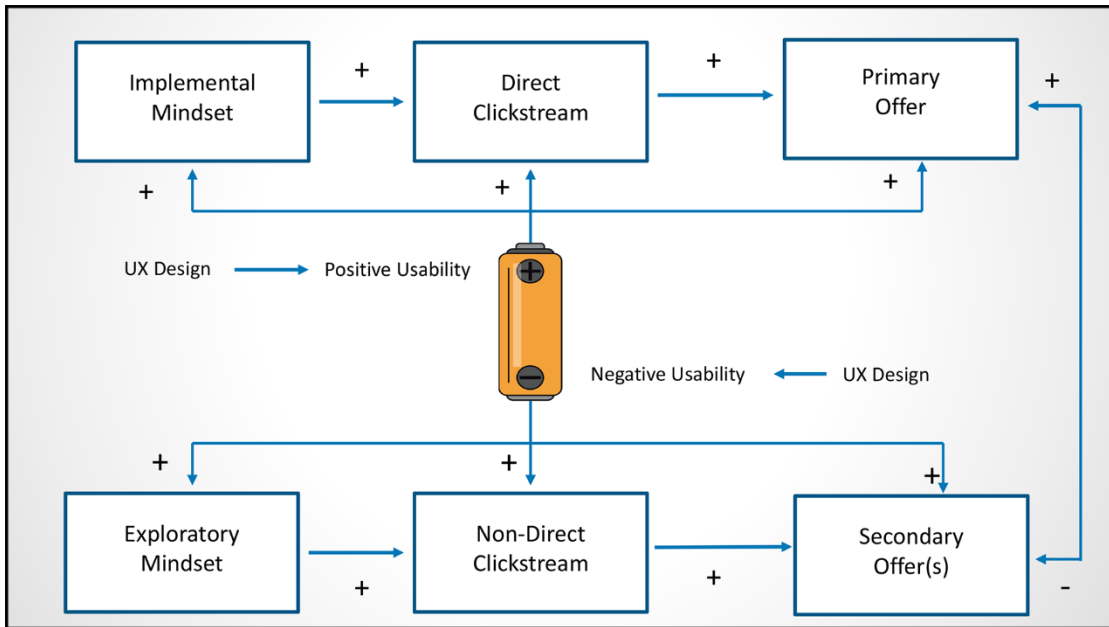 Implemental
Mindset
+
Direct
Clickstream
+
Primary
Offer
+
+
+
+
UX Design
Positive Usability
+
-
Negative Usability
UX Design
+
+
+
Exploratory
Mindset
+
Non-Direct
Clickstream
+
Secondary
Offer(s)
-